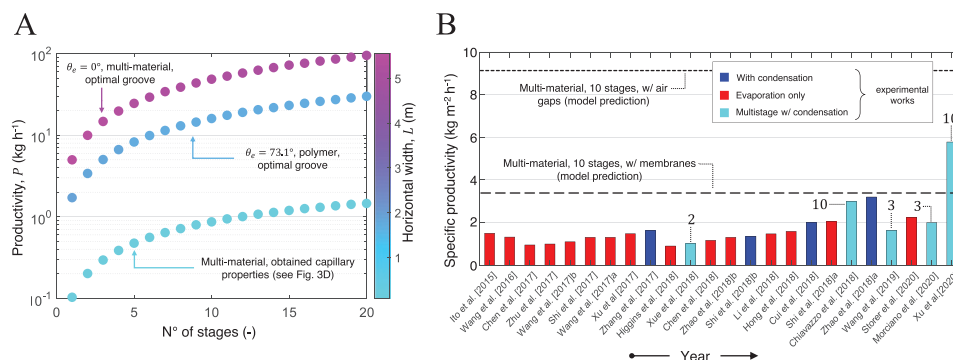 A
Productivity, P (kg h⁻¹)
10²
10¹
10⁰
10⁻¹
θₑ = 0°, multi-material,
optimal groove
θₑ = 73.1°, polymer,
optimal groove
Multi-material, obtained capillary
properties (see Fig. 3D)
0 5 10 15 20
N° of stages (-)
5
4
3
2
1
Horizontal width, L (m)
B
Specific productivity (kg m⁻² h⁻¹)
10
8
6
4
2
0
Multi-material, 10 stages, w/ air
gaps (model prediction)
With condensation
Evaporation only
Multistage w/ condensation
experimental
works
Multi-material, 10 stages, w/ membranes
(model prediction)
2
10
3
3
10
Ito et al. [2015]
Wang et al. [2016]
Chen et al. [2017]
Zhu et al. [2017]
Wang et al. [2017]b
Shi et al. [2017]
Wang et al. [2017]a
Xu et al. [2017]
Zhang et al. [2017]
Higgins et al. [2018]
Xue et al. [2018]
Chen et al. [2018]
Zhao et al. [2018]b
Shi et al. [2018]b
Li et al. [2018]
Hong et al. [2018]
Cui et al. [2018]
Shi et al. [2018]a
Chiavazzo et al. [2018]
Zhao et al. [2018]a
Wang et al. [2019]
Storer et al. [2020]
Morciano et al. [2020]
Xu et al. [2020]
Year